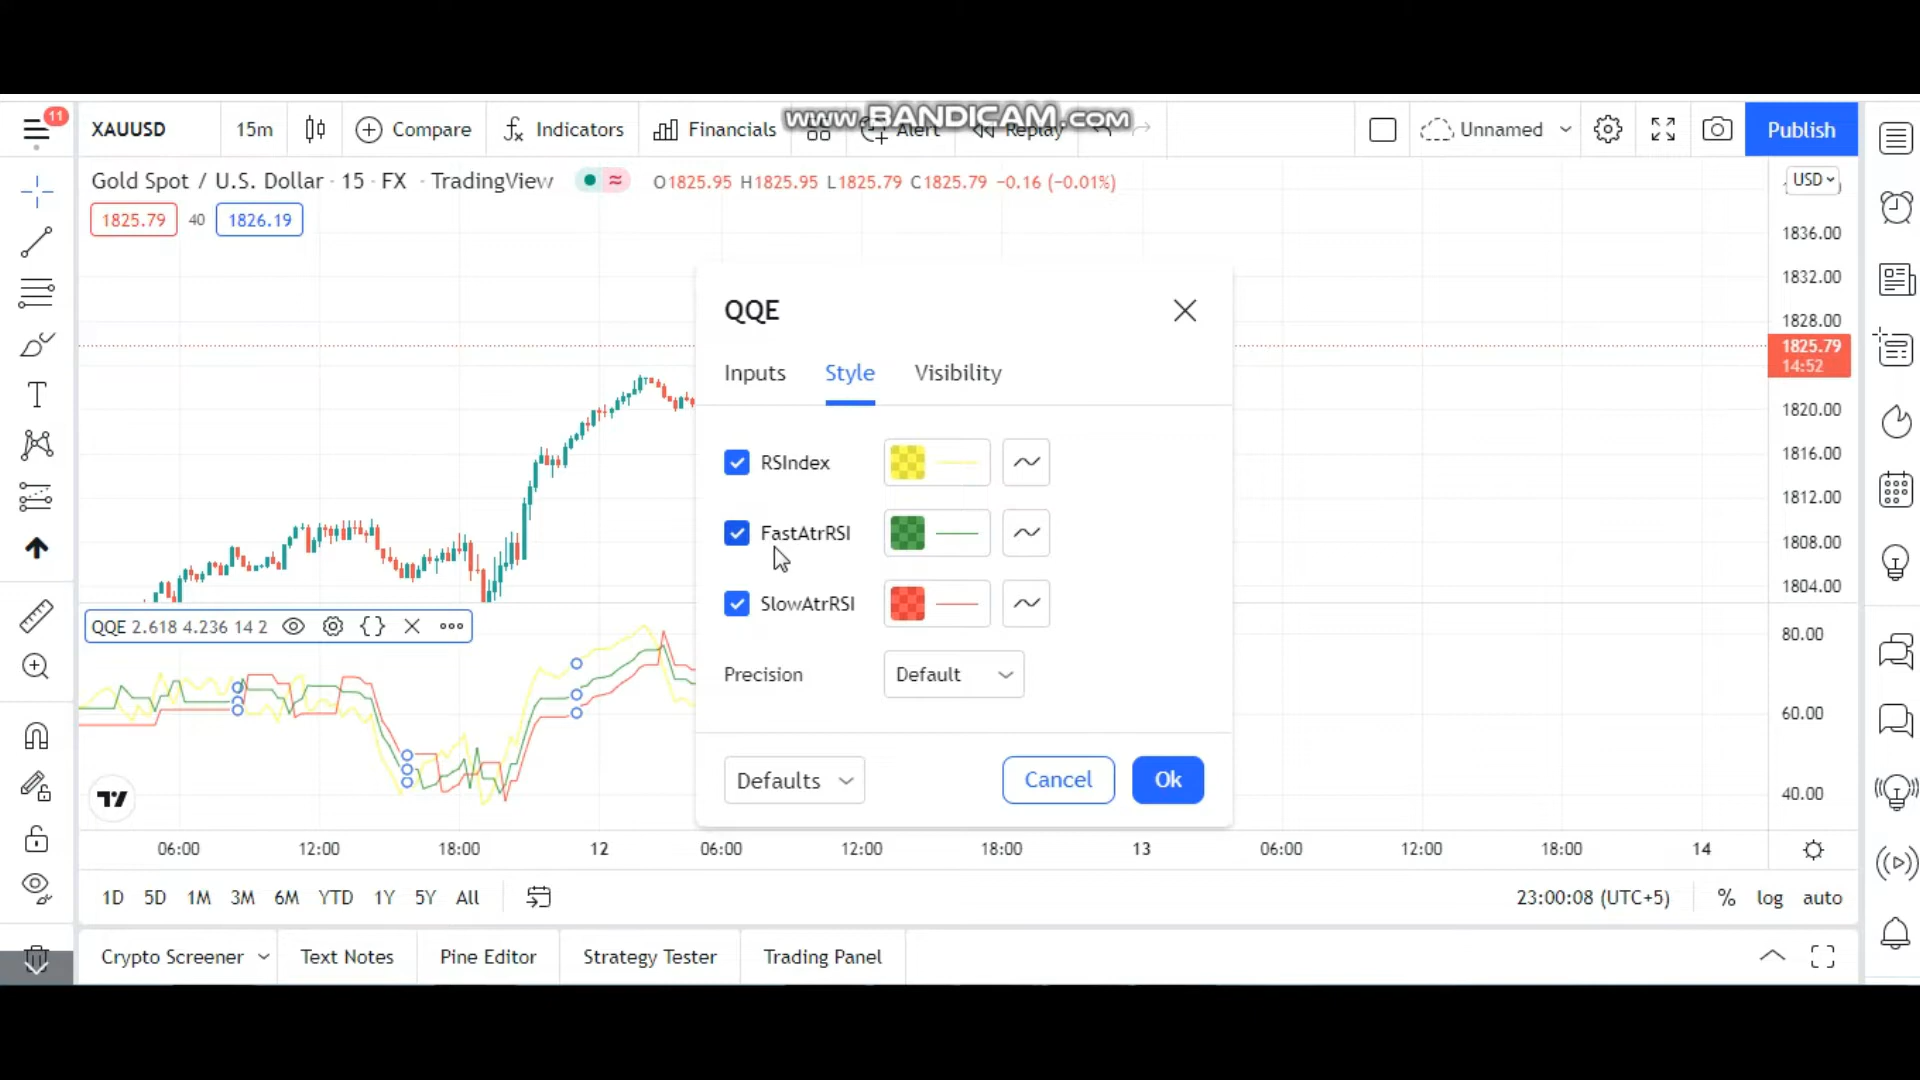 www.BANDICAM.com
11
XAUUSD
15m
Compare
Indicators
Financials
Alert
Replay
Unnamed
Publish
Gold Spot / U.S. Dollar · 15 · FX · TradingView
O1825.95 H1825.95 L1825.79 C1825.79 −0.16 (−0.01%)
USD
1825.79 40 1826.19
1836.00
1832.00
1828.00
1825.79
14:52
1820.00
1816.00
1812.00
1808.00
1804.00
QQE
Inputs Style Visibility
RSIndex
FastAtrRSI
SlowAtrRSI
Precision Default
Defaults Cancel Ok
QQE 2.618 4.236 14 2
80.00
60.00
40.00
06:00 12:00 18:00 12 06:00 12:00 18:00 13 06:00 12:00 18:00 14
1D 5D 1M 3M 6M YTD 1Y 5Y All
23:00:08 (UTC+5) % log auto
Crypto Screener Text Notes Pine Editor Strategy Tester Trading Panel